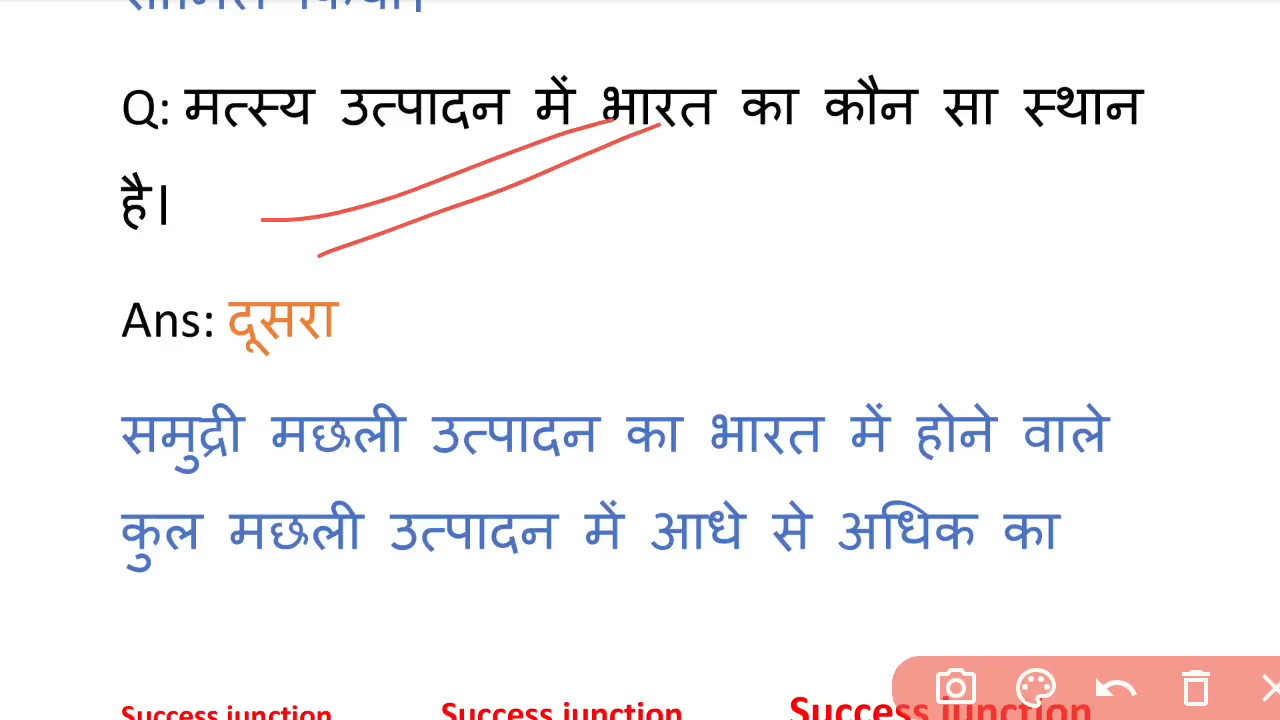 Q: मत्स्य उत्पादन में भारत का कौन सा स्थान
है।
Ans: दूसरा
समुद्री मछली उत्पादन का भारत में होने वाले
कुल मछली उत्पादन में आधे से अधिक का
Success junction Success junction Success junction